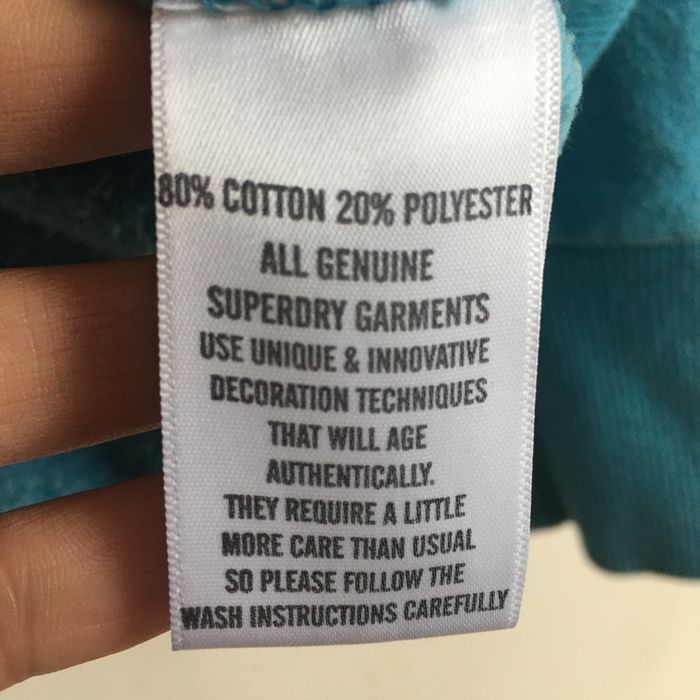 80% COTTON 20% POLYESTER
ALL GENUINE
SUPERDRY GARMENTS
USE UNIQUE & INNOVATIVE
DECORATION TECHNIQUES
THAT WILL AGE
AUTHENTICALLY.
THEY REQUIRE A LITTLE
MORE CARE THAN USUAL
SO PLEASE FOLLOW THE
WASH INSTRUCTIONS CAREFULLY